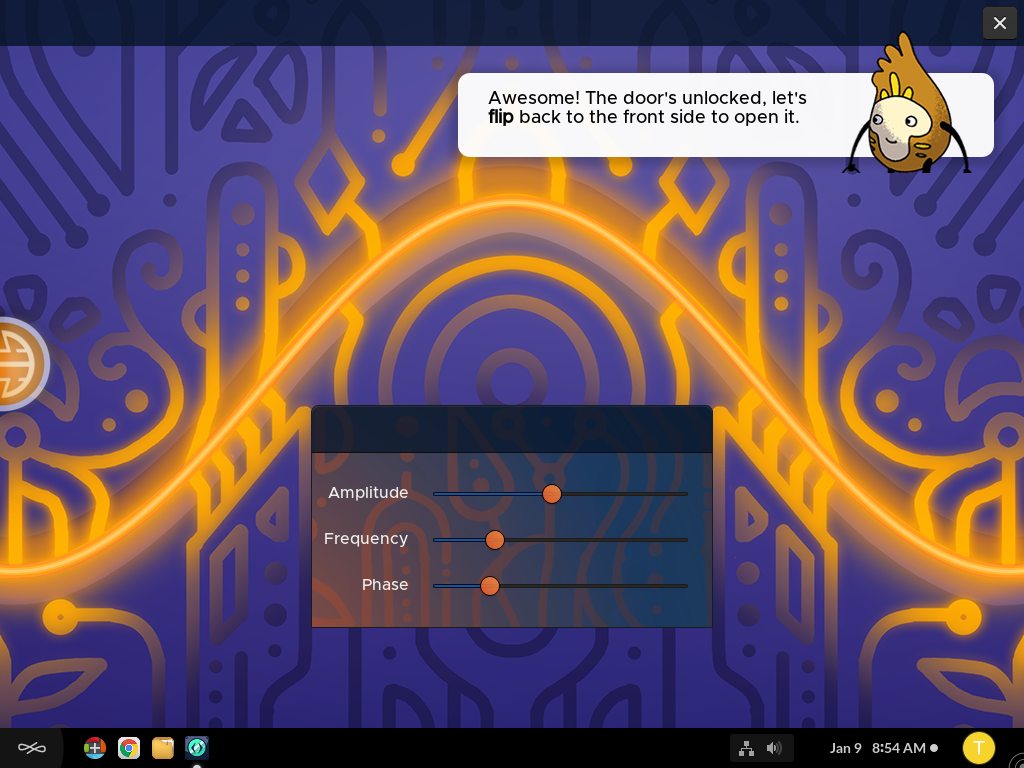 Awesome! The door's unlocked, let's
flip back to the front side to open it.
Amplitude
Frequency
Phase
Jan 9 8:54 AM
T